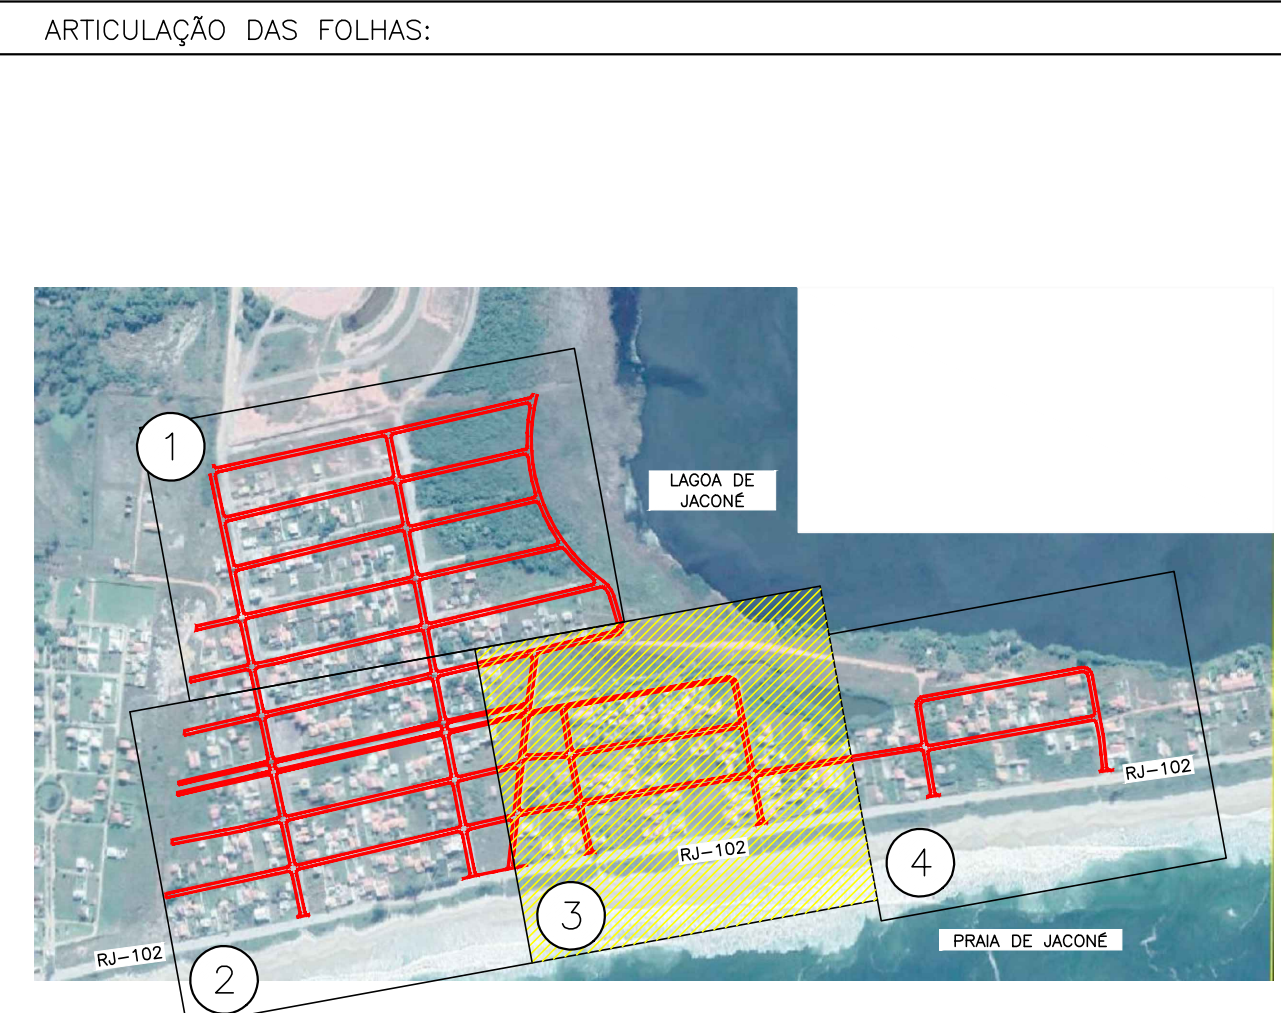 ARTICULAÇÃO DAS FOLHAS:
1
LAGOA DE
JACONÉ
RJ-102
RJ-102
4
3
PRAIA DE JACONÉ
RJ-102
2